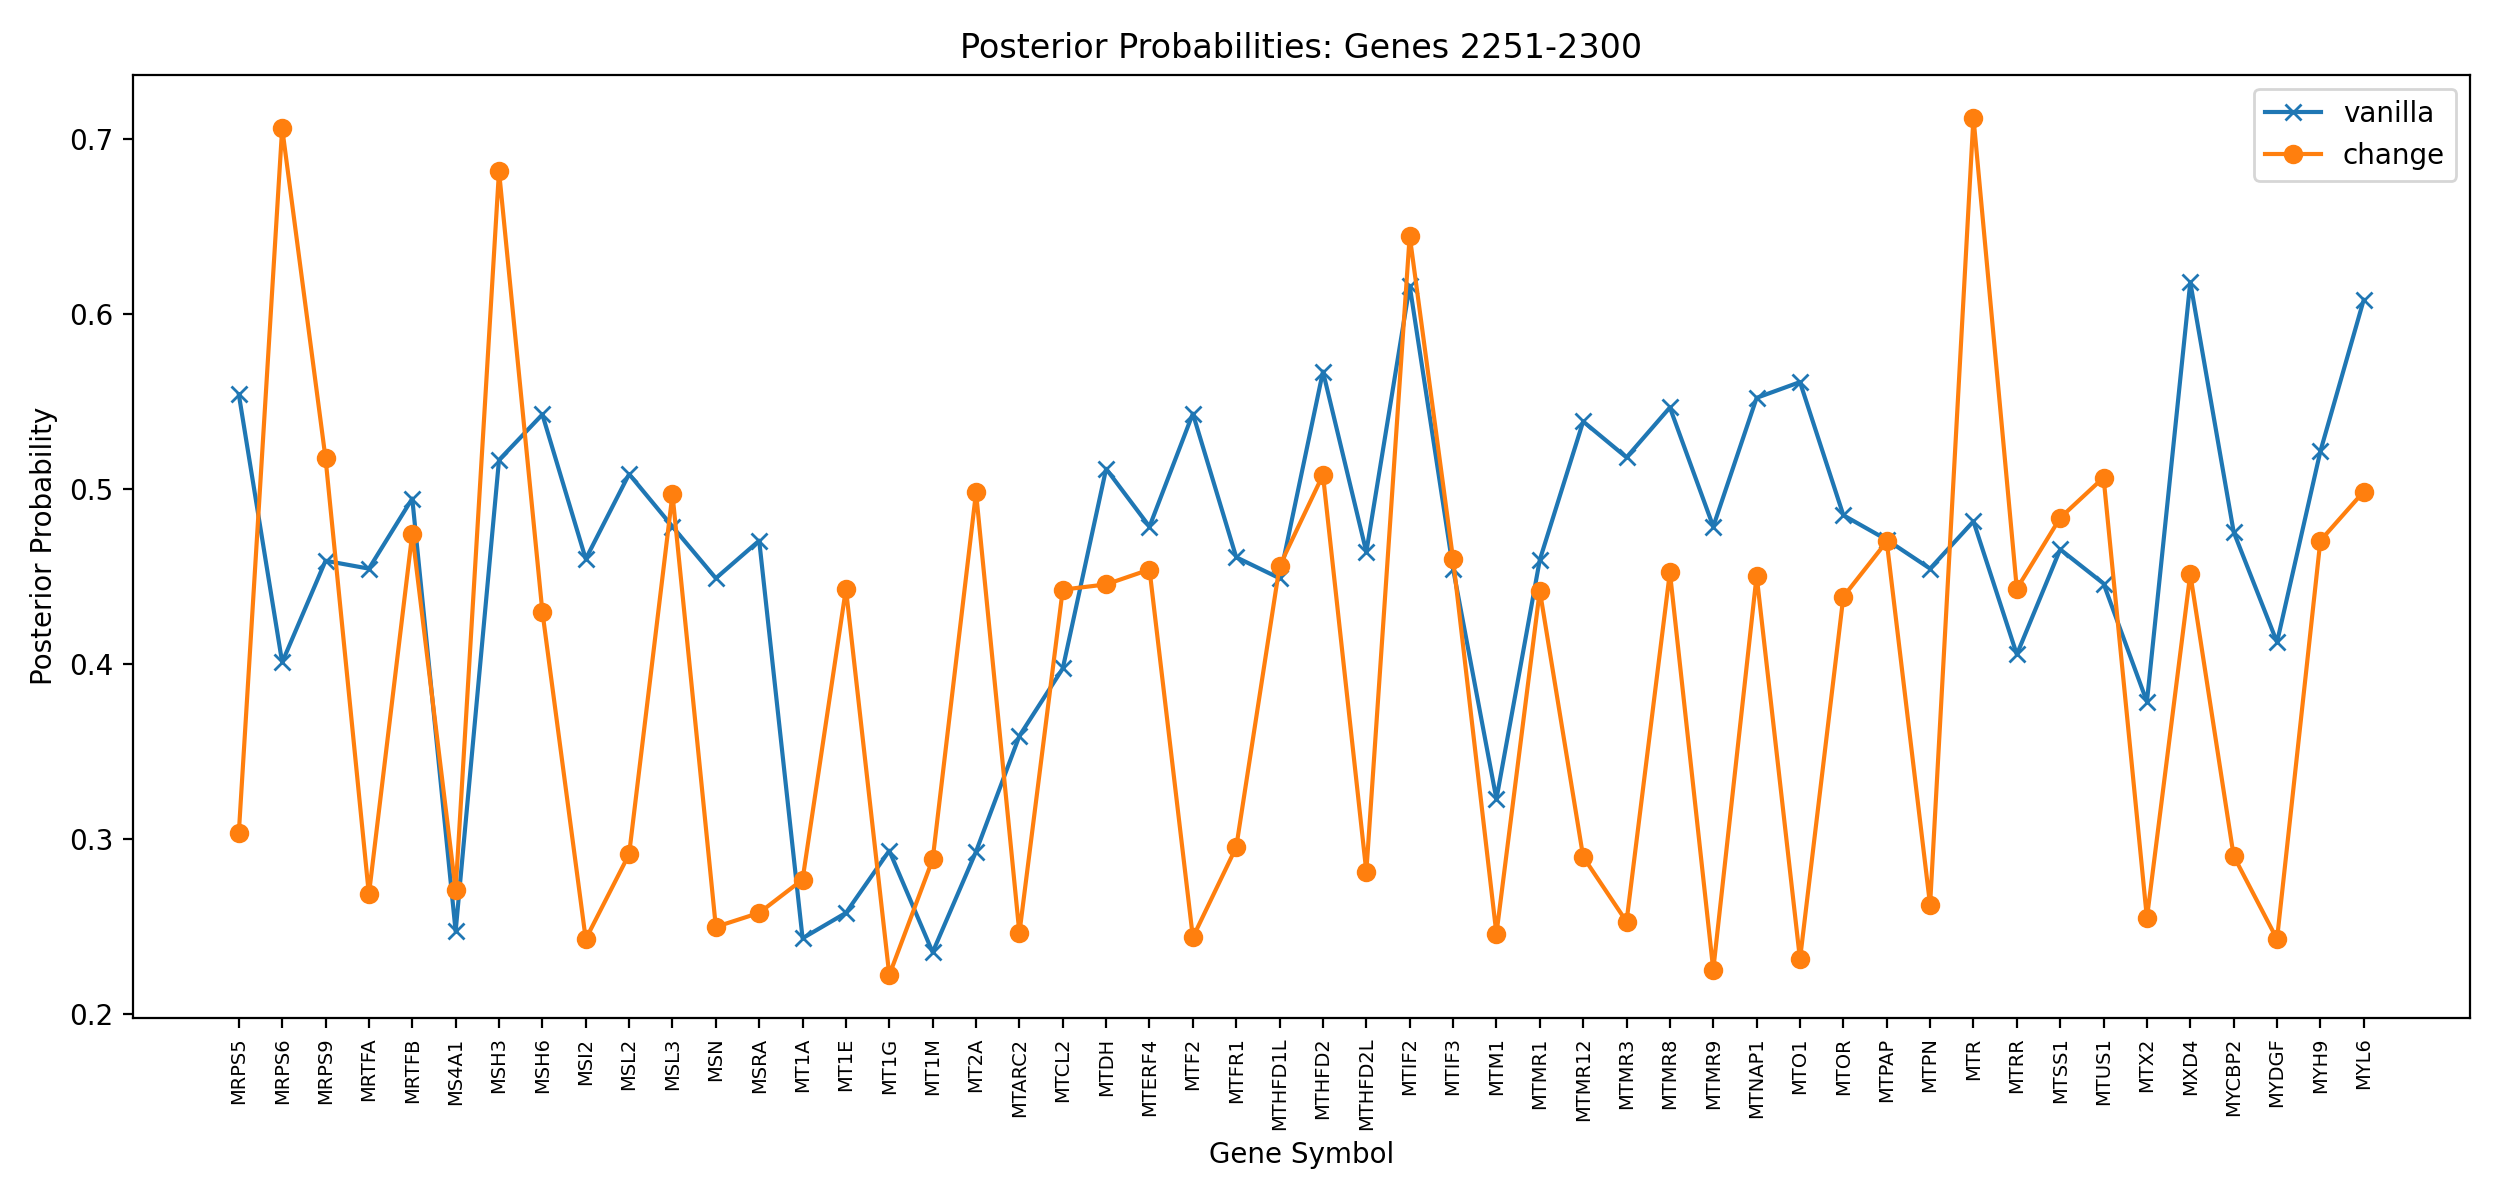 Posterior Probabilities: Genes 2251-2300
vanilla
change
Posterior Probability
0.7
0.6
0.5
0.4
0.3
0.2
MRPS5
MRPS6
MRPS9
MRTFA
MRTFB
MS4A1
MSH3
MSH6
MSI2
MSL2
MSL3
MSN
MSRA
MT1A
MT1E
MT1G
MT1M
MT2A
MTARC2
MTCL2
MTDH
MTERF4
MTF2
MTFR1
MTHFD1L
MTHFD2
MTHFD2L
MTIF2
MTIF3
MTM1
MTMR1
MTMR12
MTMR3
MTMR8
MTMR9
MTNAP1
MTO1
MTOR
MTPAP
MTPN
MTR
MTRR
MTSS1
MTUS1
MTX2
MXD4
MYCBP2
MYDGF
MYH9
MYL6
Gene Symbol